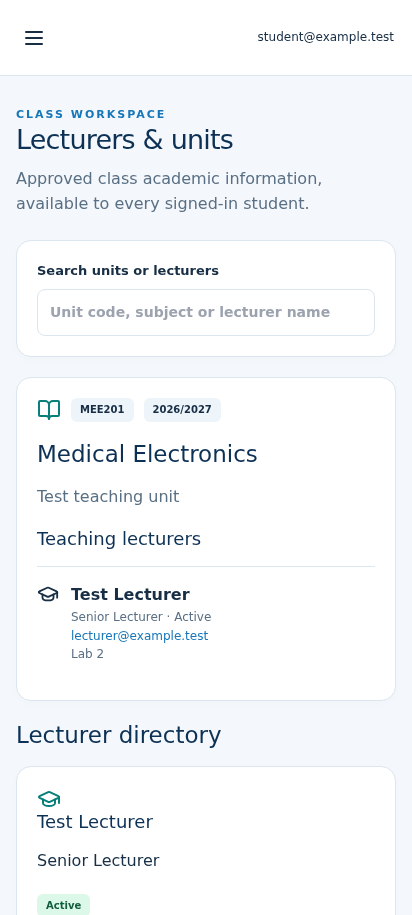 student@example.test
CLASS WORKSPACE
Lecturers & units
Approved class academic information,
available to every signed-in student.
Search units or lecturers
Unit code, subject or lecturer name
MEE201 2026/2027
Medical Electronics
Test teaching unit
Teaching lecturers
Test Lecturer
Senior Lecturer · Active
lecturer@example.test
Lab 2
Lecturer directory
Test Lecturer
Senior Lecturer
Active